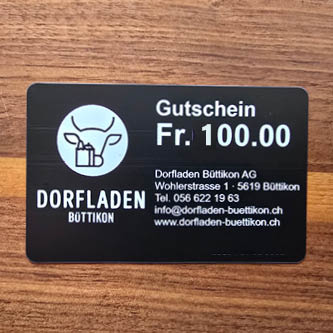 Gutschein
Fr. 100.00
DORFLADEN
BÜTTIKON
Dorfladen Büttikon AG
Wohlerstrasse 1 · 5619 Büttikon
Tel. 056 622 19 63
info@dorfladen-buettikon.ch
www.dorfladen-buettikon.ch